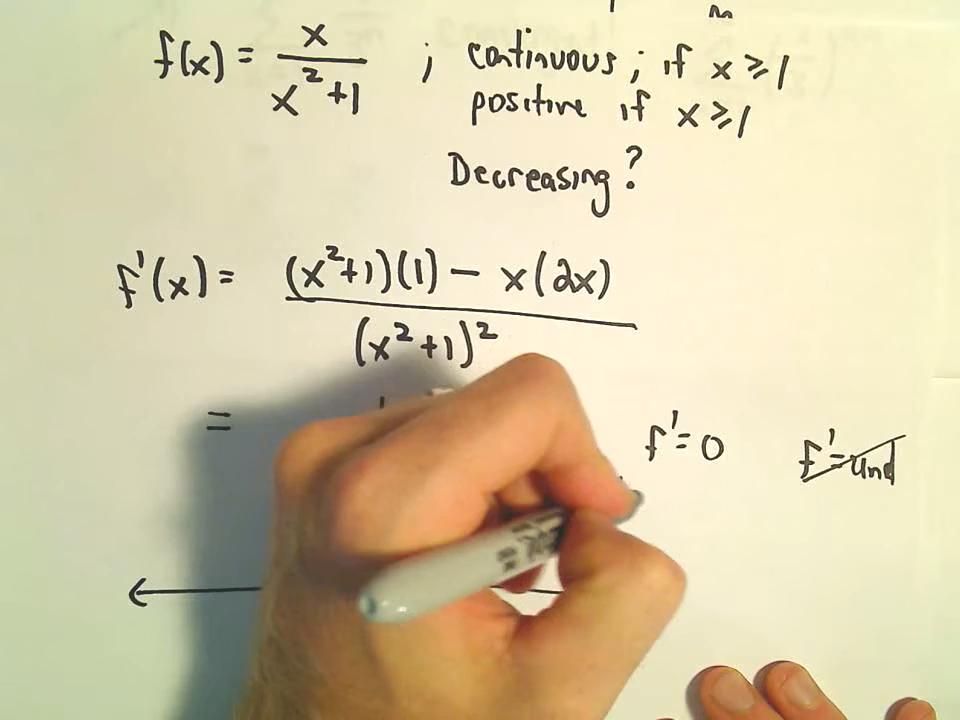 f(x) = x / (x² + 1) ; continuous ; if x ≥ 1
positive if x ≥ 1
Decreasing?
f'(x) = ((x²+1)(1) − x(2x)) / (x²+1)²
=
f' = 0 f' = und